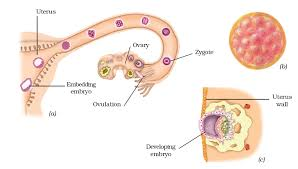 Uterus
Ovary
Zygote
Embedding
embryo
Ovulation
(a)
(b)
Uterus
wall
Developing
embryo
(c)